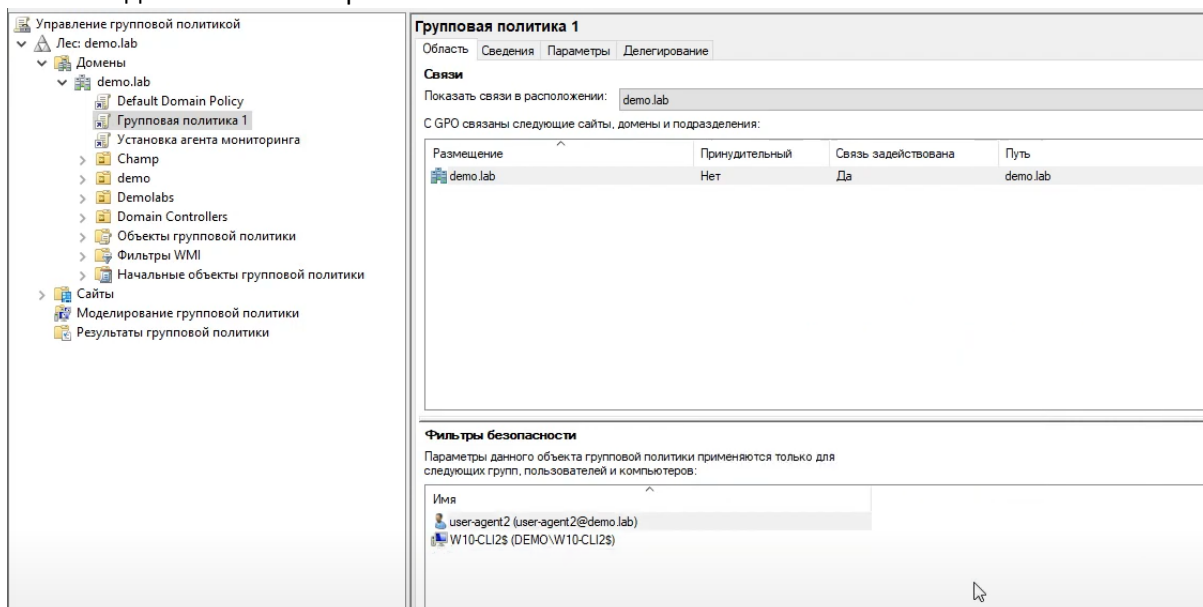 Управление групповой политикой
Лес: demo.lab
Домены
demo.lab
Default Domain Policy
Групповая политика 1
Установка агента мониторинга
Champ
demo
Demolabs
Domain Controllers
Объекты групповой политики
Фильтры WMI
Начальные объекты групповой политики
Сайты
Моделирование групповой политики
Результаты групповой политики
Групповая политика 1
Область Сведения Параметры Делегирование
Связи
Показать связи в расположении: demo.lab
С GPO связаны следующие сайты, домены и подразделения:
Размещение Принудительный Связь задействована Путь
demo.lab Нет Да demo.lab
Фильтры безопасности
Параметры данного объекта групповой политики применяются только для
следующих групп, пользователей и компьютеров:
Имя
user-agent2 (user-agent2@demo.lab)
W10-CLI2$ (DEMO\W10-CLI2$)